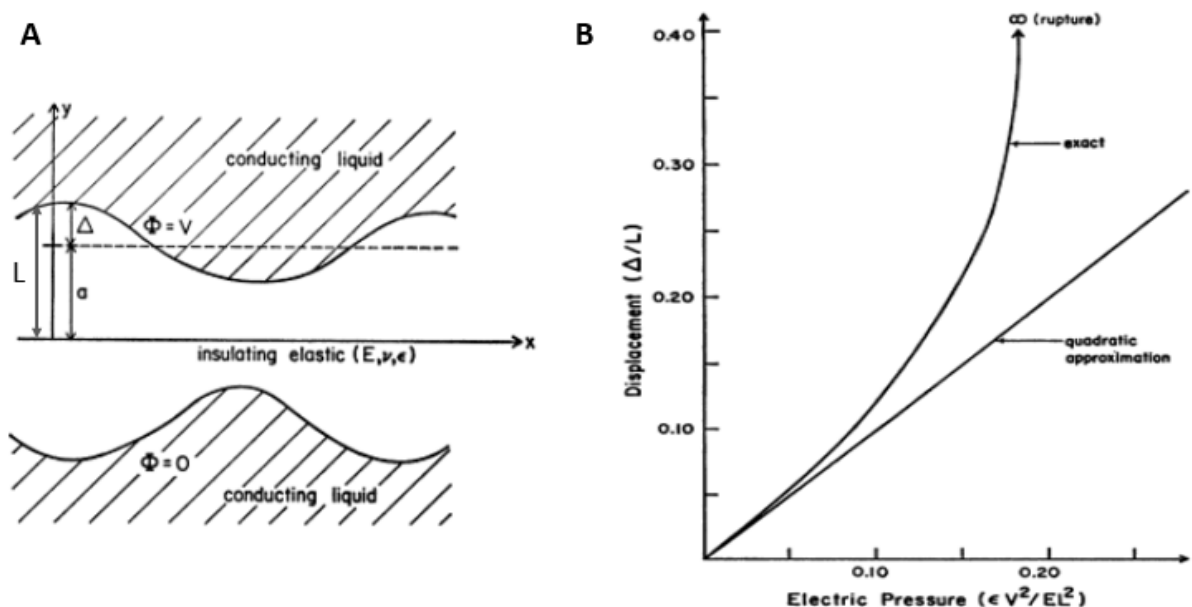 A
y
conducting liquid
Δ
Φ = V
L
a
x
insulating elastic (E,ν,ϵ)
Φ = 0
conducting liquid
B
∞ (rupture)
0.40
exact
0.30
Displacement (Δ/L)
0.20
quadratic
approximation
0.10
0.10
0.20
Electric Pressure (ϵ V²/EL²)